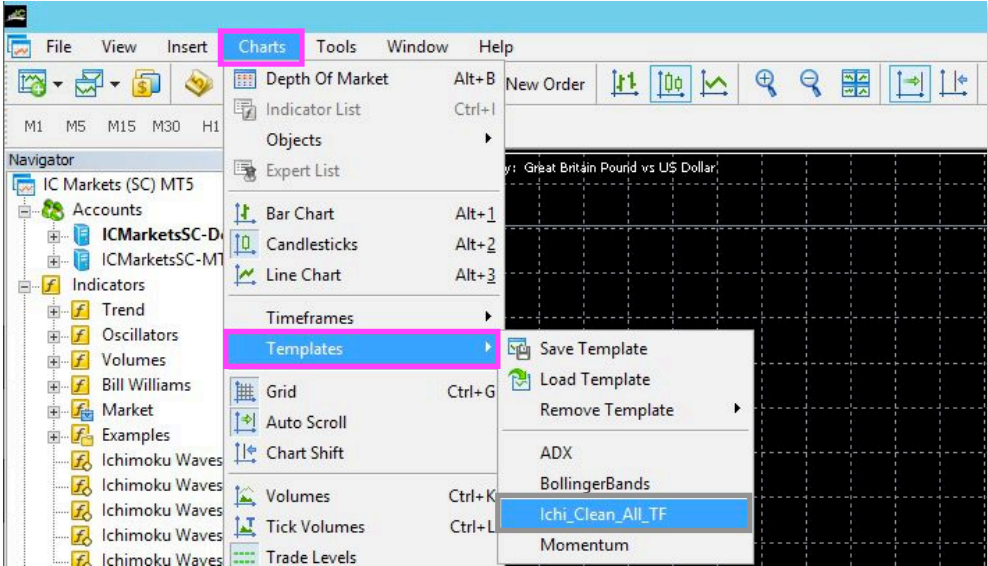 File View Insert Charts Tools Window Help
New Order
M1 M5 M15 M30 H1
Depth Of Market Alt+B
Indicator List Ctrl+I
Objects
Expert List
Bar Chart Alt+1
Candlesticks Alt+2
Line Chart Alt+3
Timeframes
Templates
Grid Ctrl+G
Auto Scroll
Chart Shift
Volumes Ctrl+K
Tick Volumes Ctrl+L
Trade Levels
Save Template
Load Template
Remove Template
ADX
BollingerBands
Ichi_Clean_All_TF
Momentum
Navigator
IC Markets (SC) MT5
Accounts
ICMarketsSC-D
ICMarketsSC-MT
Indicators
Trend
Oscillators
Volumes
Bill Williams
Market
Examples
Ichimoku Waves
Ichimoku Waves
Ichimoku Waves
Ichimoku Waves
Ichimoku Waves
y: Great Britain Pound vs US Dollar